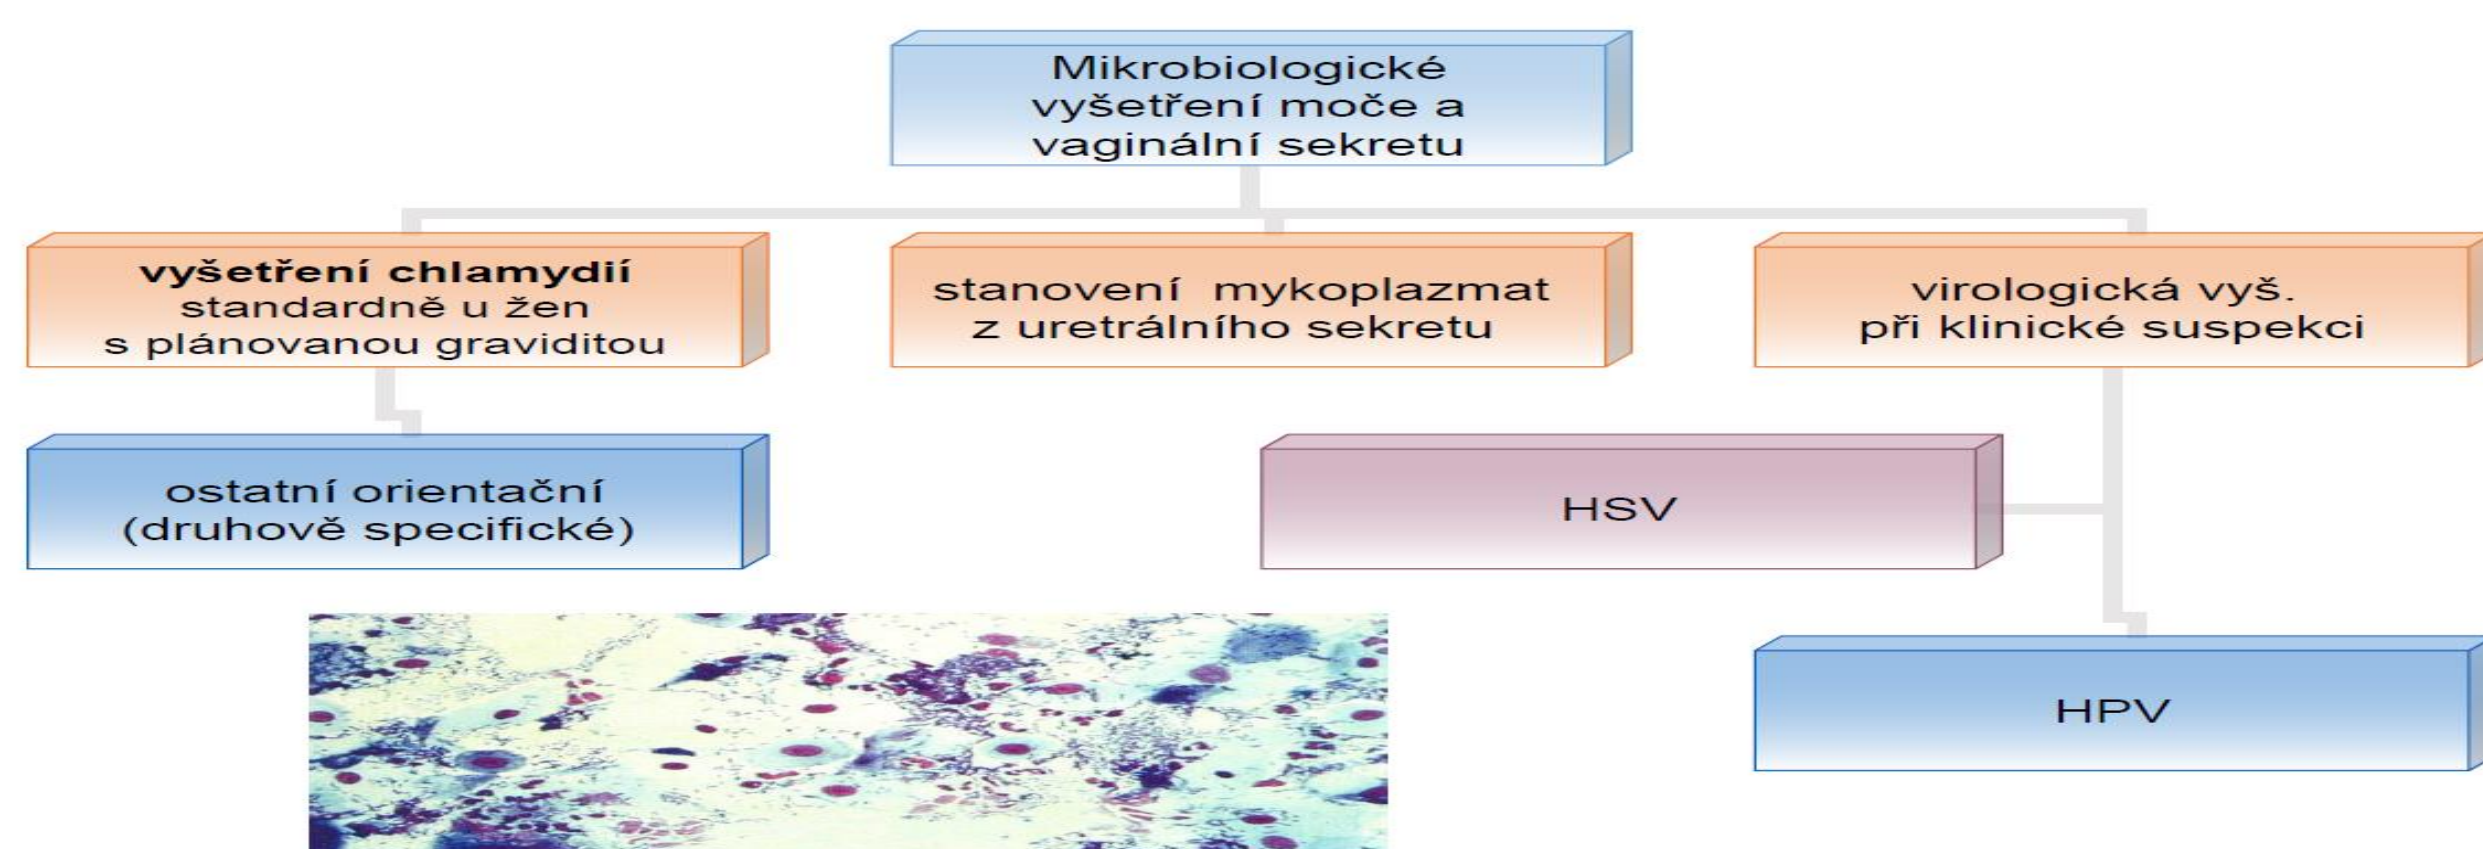 Mikrobiologické
vyšetření moče a
vaginální sekretu
vyšetření chlamydií
standardně u žen
s plánovanou graviditou
stanovení mykoplazmat
z uretrálního sekretu
virologická vyš.
při klinické suspekci
ostatní orientační
(druhově specifické)
HSV
HPV